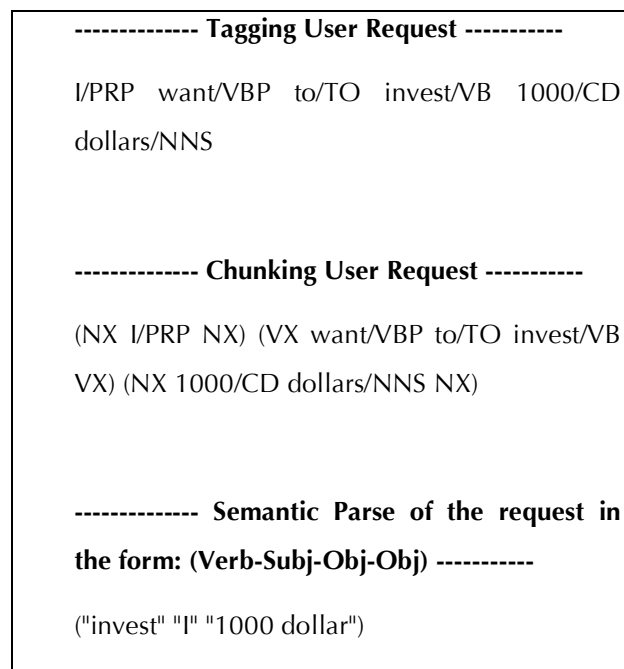 -------------- Tagging User Request -----------
I/PRP want/VBP to/TO invest/VB 1000/CD
dollars/NNS
-------------- Chunking User Request -----------
(NX I/PRP NX) (VX want/VBP to/TO invest/VB
VX) (NX 1000/CD dollars/NNS NX)
-------------- Semantic Parse of the request in
the form: (Verb-Subj-Obj-Obj) -----------
("invest" "I" "1000 dollar")